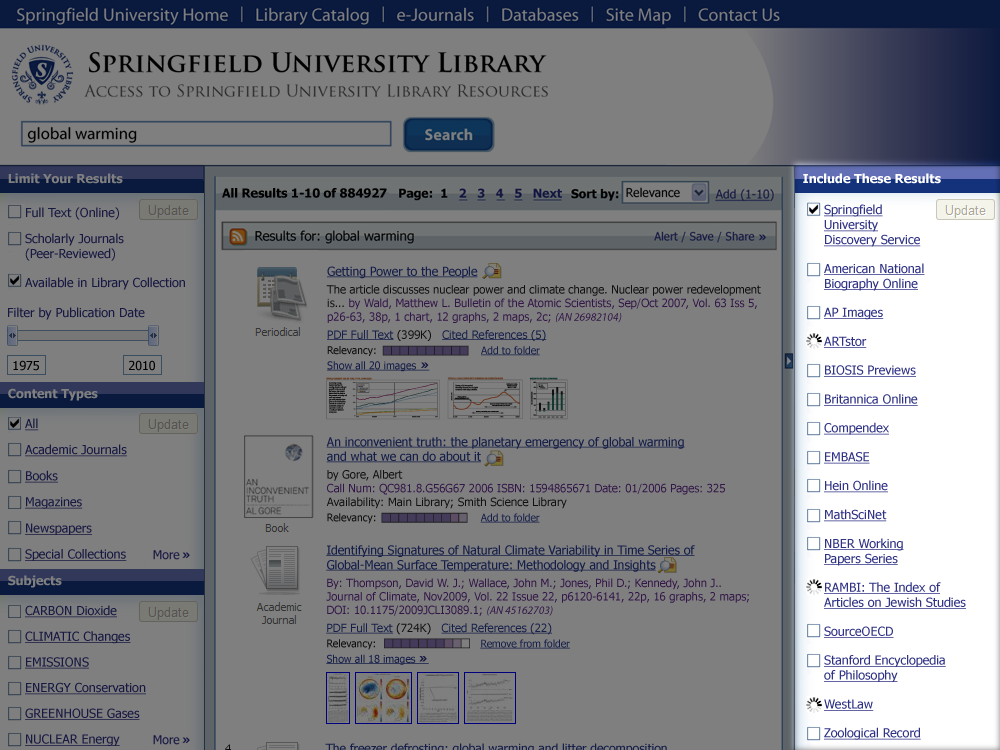 Springfield University Home | Library Catalog | e-Journals | Databases | Site Map | Contact Us
SPRINGFIELD UNIVERSITY LIBRARY
ACCESS TO SPRINGFIELD UNIVERSITY LIBRARY RESOURCES
global warming
Search
Limit Your Results
Full Text (Online)
Update
Scholarly Journals
(Peer-Reviewed)
Available in Library Collection
Filter by Publication Date
1975
2010
Content Types
All
Update
Academic Journals
Books
Magazines
Newspapers
Special Collections
More »
Subjects
CARBON Dioxide
Update
CLIMATIC Changes
EMISSIONS
ENERGY Conservation
GREENHOUSE Gases
NUCLEAR Energy
More »
All Results 1-10 of 884927 Page: 1 2 3 4 5 Next Sort by: Relevance Add (1-10)
Results for: global warming
Alert / Save / Share »
Periodical
Getting Power to the People
The article discusses nuclear power and climate change. Nuclear power redevelopment
is... by Wald, Matthew L. Bulletin of the Atomic Scientists, Sep/Oct 2007, Vol. 63 Iss 5,
p26-63, 38p, 1 chart, 12 graphs, 2 maps, 2c; (AN 26982104)
PDF Full Text (399K) Cited References (5)
Relevancy: Add to folder
Show all 20 images »
AN
INCONVENIENT
TRUTH
AL GORE
Book
An inconvenient truth: the planetary emergency of global warming
and what we can do about it
by Gore, Albert
Call Num: QC981.8.G56G67 2006 ISBN: 1594865671 Date: 01/2006 Pages: 325
Availability: Main Library; Smith Science Library
Relevancy: Add to folder
Academic
Journal
Identifying Signatures of Natural Climate Variability in Time Series of
Global-Mean Surface Temperature: Methodology and Insights
By: Thompson, David W. J.; Wallace, John M.; Jones, Phil D.; Kennedy, John J..
Journal of Climate, Nov2009, Vol. 22 Issue 22, p6120-6141, 22p, 16 graphs, 2 maps;
DOI: 10.1175/2009JCLI3089.1; (AN 45162703)
PDF Full Text (724K) Cited References (22)
Relevancy: Remove from folder
Show all 18 images »
4
The freezer defrosting: global warming and litter decomposition
Include These Results
Springfield
University
Discovery Service
Update
American National
Biography Online
AP Images
ARTstor
BIOSIS Previews
Britannica Online
Compendex
EMBASE
Hein Online
MathSciNet
NBER Working
Papers Series
RAMBI: The Index of
Articles on Jewish Studies
SourceOECD
Stanford Encyclopedia
of Philosophy
WestLaw
Zoological Record